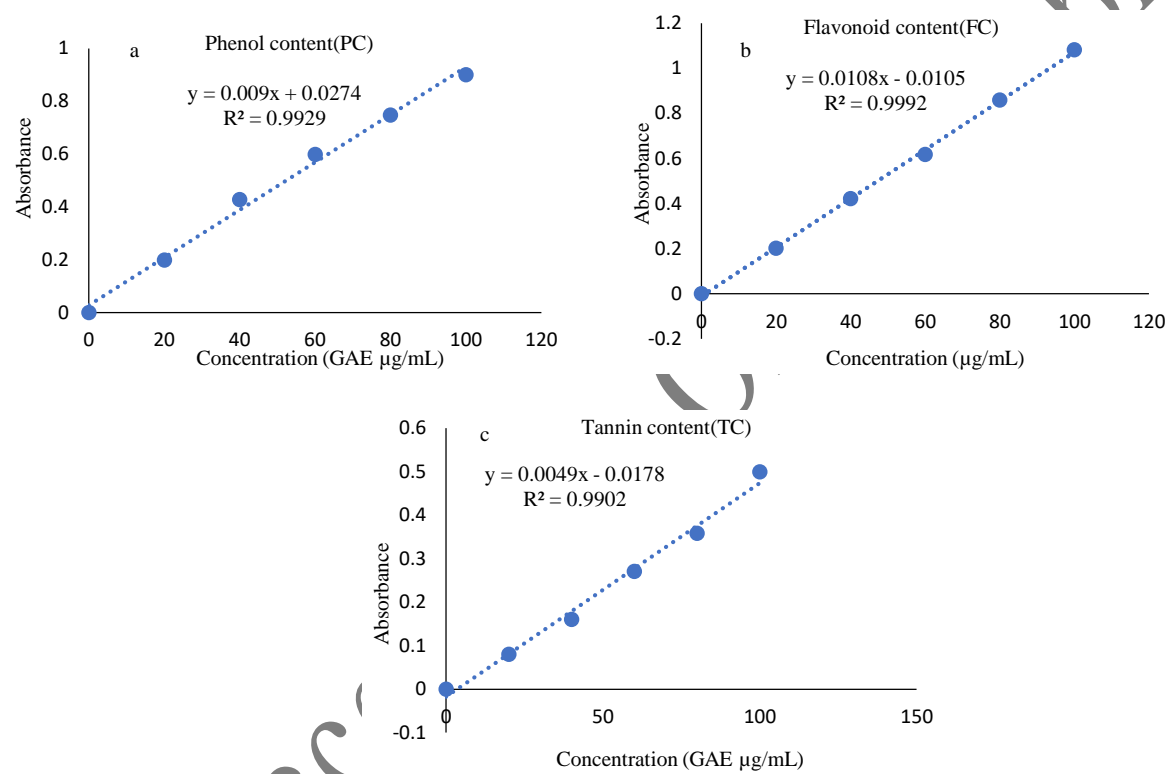 a
Phenol content(PC)
y = 0.009x + 0.0274
R² = 0.9929
1
0.8
0.6
0.4
0.2
0
Absorbance
0 20 40 60 80 100 120
Concentration (GAE µg/mL)
b
Flavonoid content(FC)
y = 0.0108x - 0.0105
R² = 0.9992
1.2
1
0.8
0.6
0.4
0.2
0
-0.2
Absorbance
0 20 40 60 80 100 120
Concentration (µg/mL)
c
Tannin content(TC)
y = 0.0049x - 0.0178
R² = 0.9902
0.6
0.5
0.4
0.3
0.2
0.1
0
-0.1
Absorbance
0 50 100 150
Concentration (GAE µg/mL)